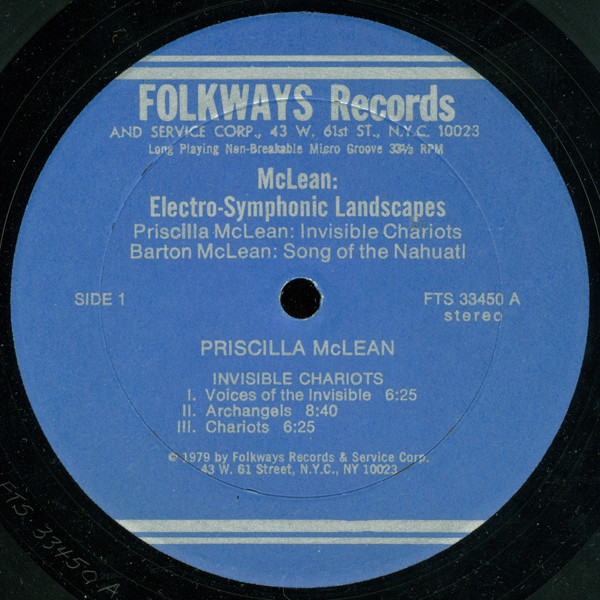 FOLKWAYS Records
AND SERVICE CORP., 43 W. 61st ST., N.Y.C. 10023
Long Playing Non-Breakable Micro Groove 33⅓ RPM
McLean:
Electro-Symphonic Landscapes
Priscilla McLean: Invisible Chariots
Barton McLean: Song of the Nahuatl
SIDE 1
FTS 33450 A
stereo
PRISCILLA McLEAN
INVISIBLE CHARIOTS
I. Voices of the Invisible 6:25
II. Archangels 8:40
III. Chariots 6:25
© 1979 by Folkways Records & Service Corp.
43 W. 61 Street, N.Y.C., NY 10023
FTS. 33450 A